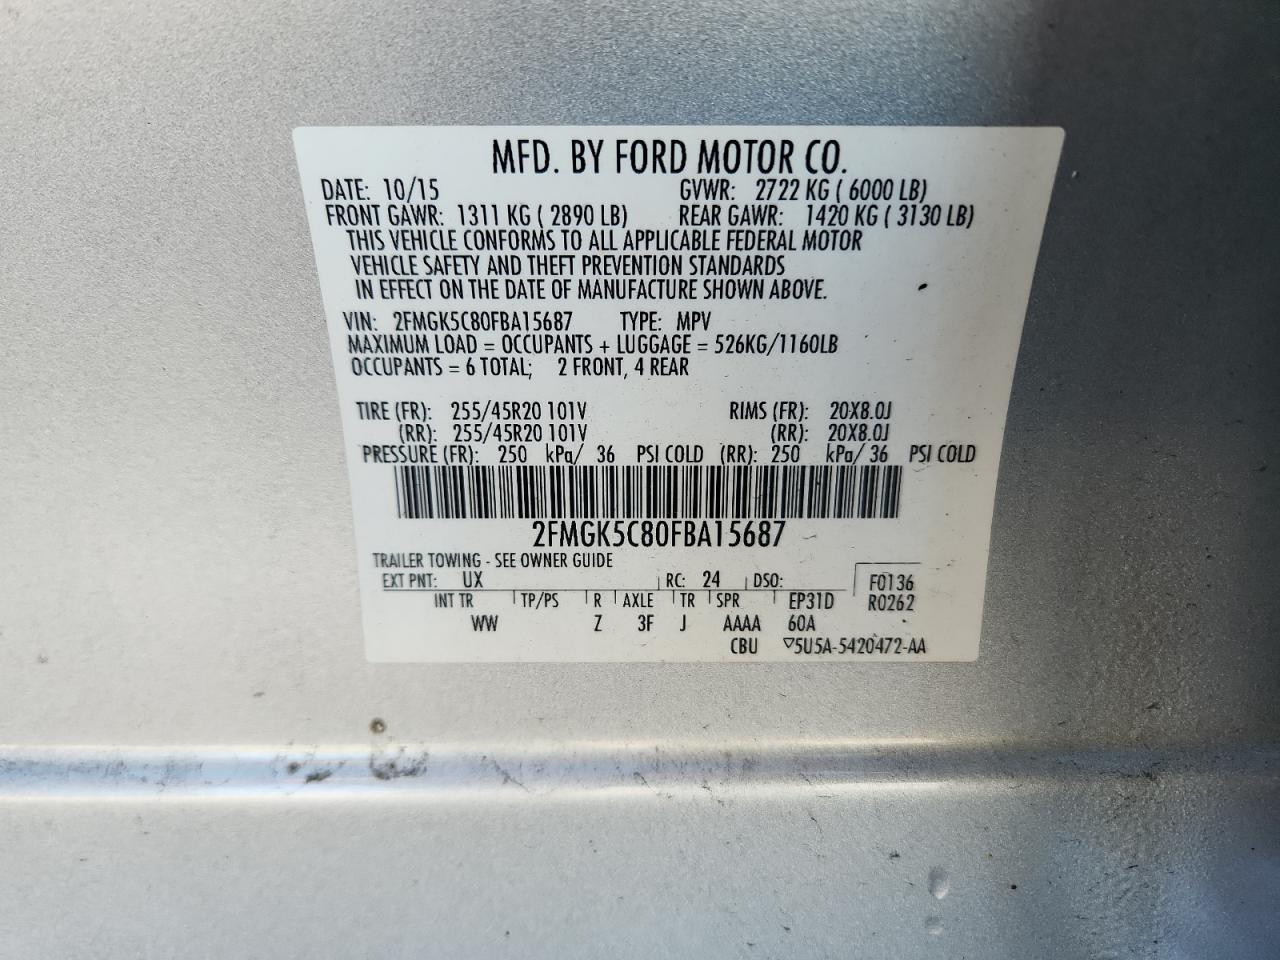 MFD. BY FORD MOTOR CO.
DATE: 10/15 GVWR: 2722 KG ( 6000 LB)
FRONT GAWR: 1311 KG ( 2890 LB) REAR GAWR: 1420 KG ( 3130 LB)
THIS VEHICLE CONFORMS TO ALL APPLICABLE FEDERAL MOTOR
VEHICLE SAFETY AND THEFT PREVENTION STANDARDS
IN EFFECT ON THE DATE OF MANUFACTURE SHOWN ABOVE.
VIN: 2FMGK5C80FBA15687 TYPE: MPV
MAXIMUM LOAD = OCCUPANTS + LUGGAGE = 526KG/1160LB
OCCUPANTS = 6 TOTAL; 2 FRONT, 4 REAR
TIRE (FR): 255/45R20 101V RIMS (FR): 20X8.0J
(RR): 255/45R20 101V (RR): 20X8.0J
PRESSURE (FR): 250 kPa/ 36 PSI COLD (RR): 250 kPa/ 36 PSI COLD
2FMGK5C80FBA15687
TRAILER TOWING - SEE OWNER GUIDE
EXT PNT: UX RC: 24 DSO: F0136
INT TR TP/PS R AXLE TR SPR EP31D R0262
WW Z 3F J AAAA 60A
CBU ▽5U5A-5420472-AA